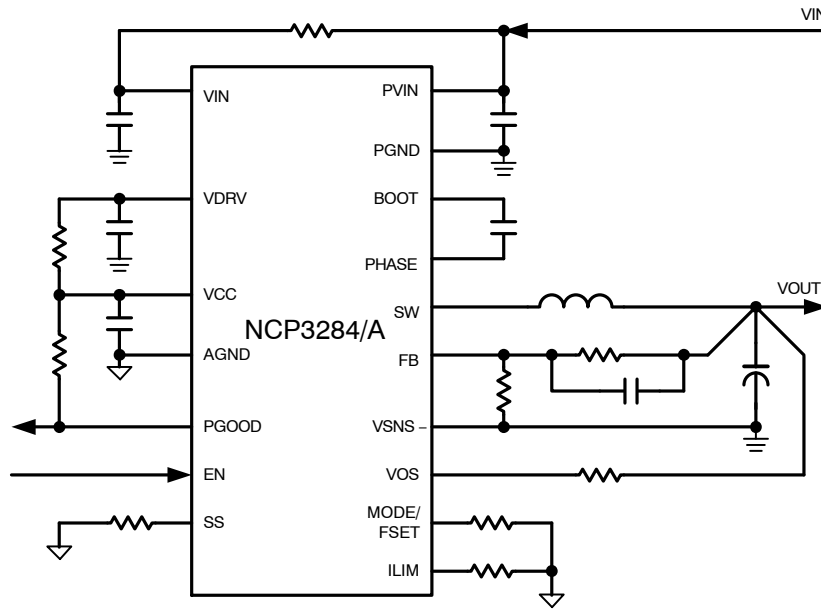 VIN
VIN
PVIN
PGND
VDRV
BOOT
PHASE
VCC
SW
VOUT
NCP3284/A
AGND
FB
PGOOD
VSNS –
EN
VOS
SS
MODE/
FSET
ILIM